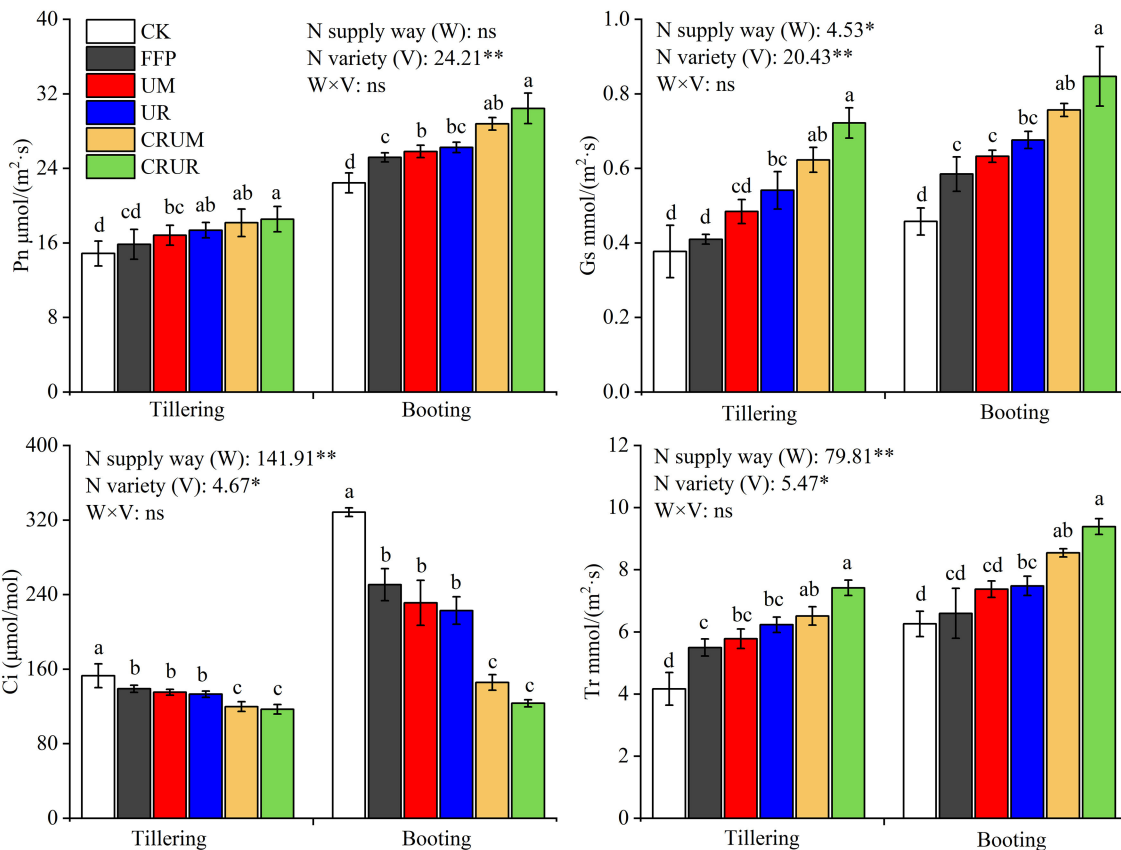 40
32
24
16
8
0
Pn μmol/(m²·s)
CK
FFP
UM
UR
CRUM
CRUR
N supply way (W): ns
N variety (V): 24.21**
W×V: ns
d cd bc ab ab a
d c b bc ab a
Tillering Booting
1.0
0.8
0.6
0.4
0.2
0.0
Gs mmol/(m²·s)
N supply way (W): 4.53*
N variety (V): 20.43**
W×V: ns
d d cd bc ab a
d c c bc ab a
Tillering Booting
400
320
240
160
80
0
Ci (μmol/mol)
N supply way (W): 141.91**
N variety (V): 4.67*
W×V: ns
a b b b c c
a b b b c c
Tillering Booting
12
10
8
6
4
2
0
Tr mmol/(m²·s)
N supply way (W): 79.81**
N variety (V): 5.47*
W×V: ns
d c bc bc ab a
d cd cd bc ab a
Tillering Booting